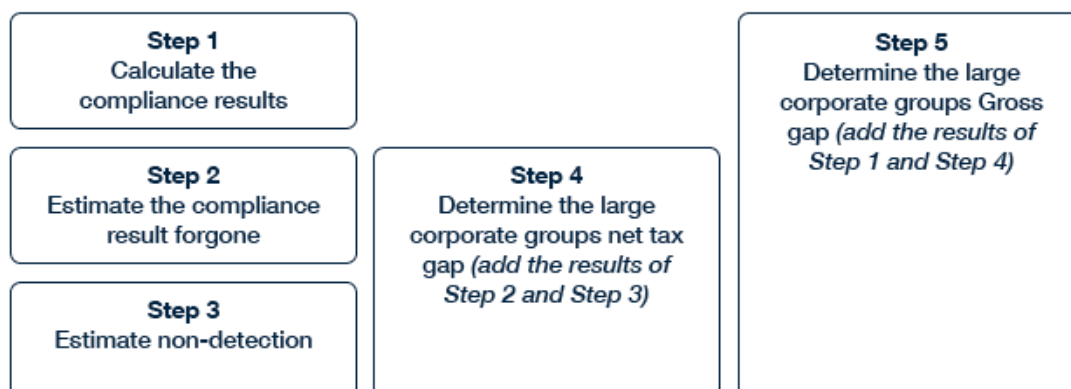 Step 1
Calculate the
compliance results
Step 2
Estimate the compliance
result forgone
Step 3
Estimate non-detection
Step 4
Determine the large
corporate groups net tax
gap (add the results of
Step 2 and Step 3)
Step 5
Determine the large
corporate groups Gross
gap (add the results of
Step 1 and Step 4)